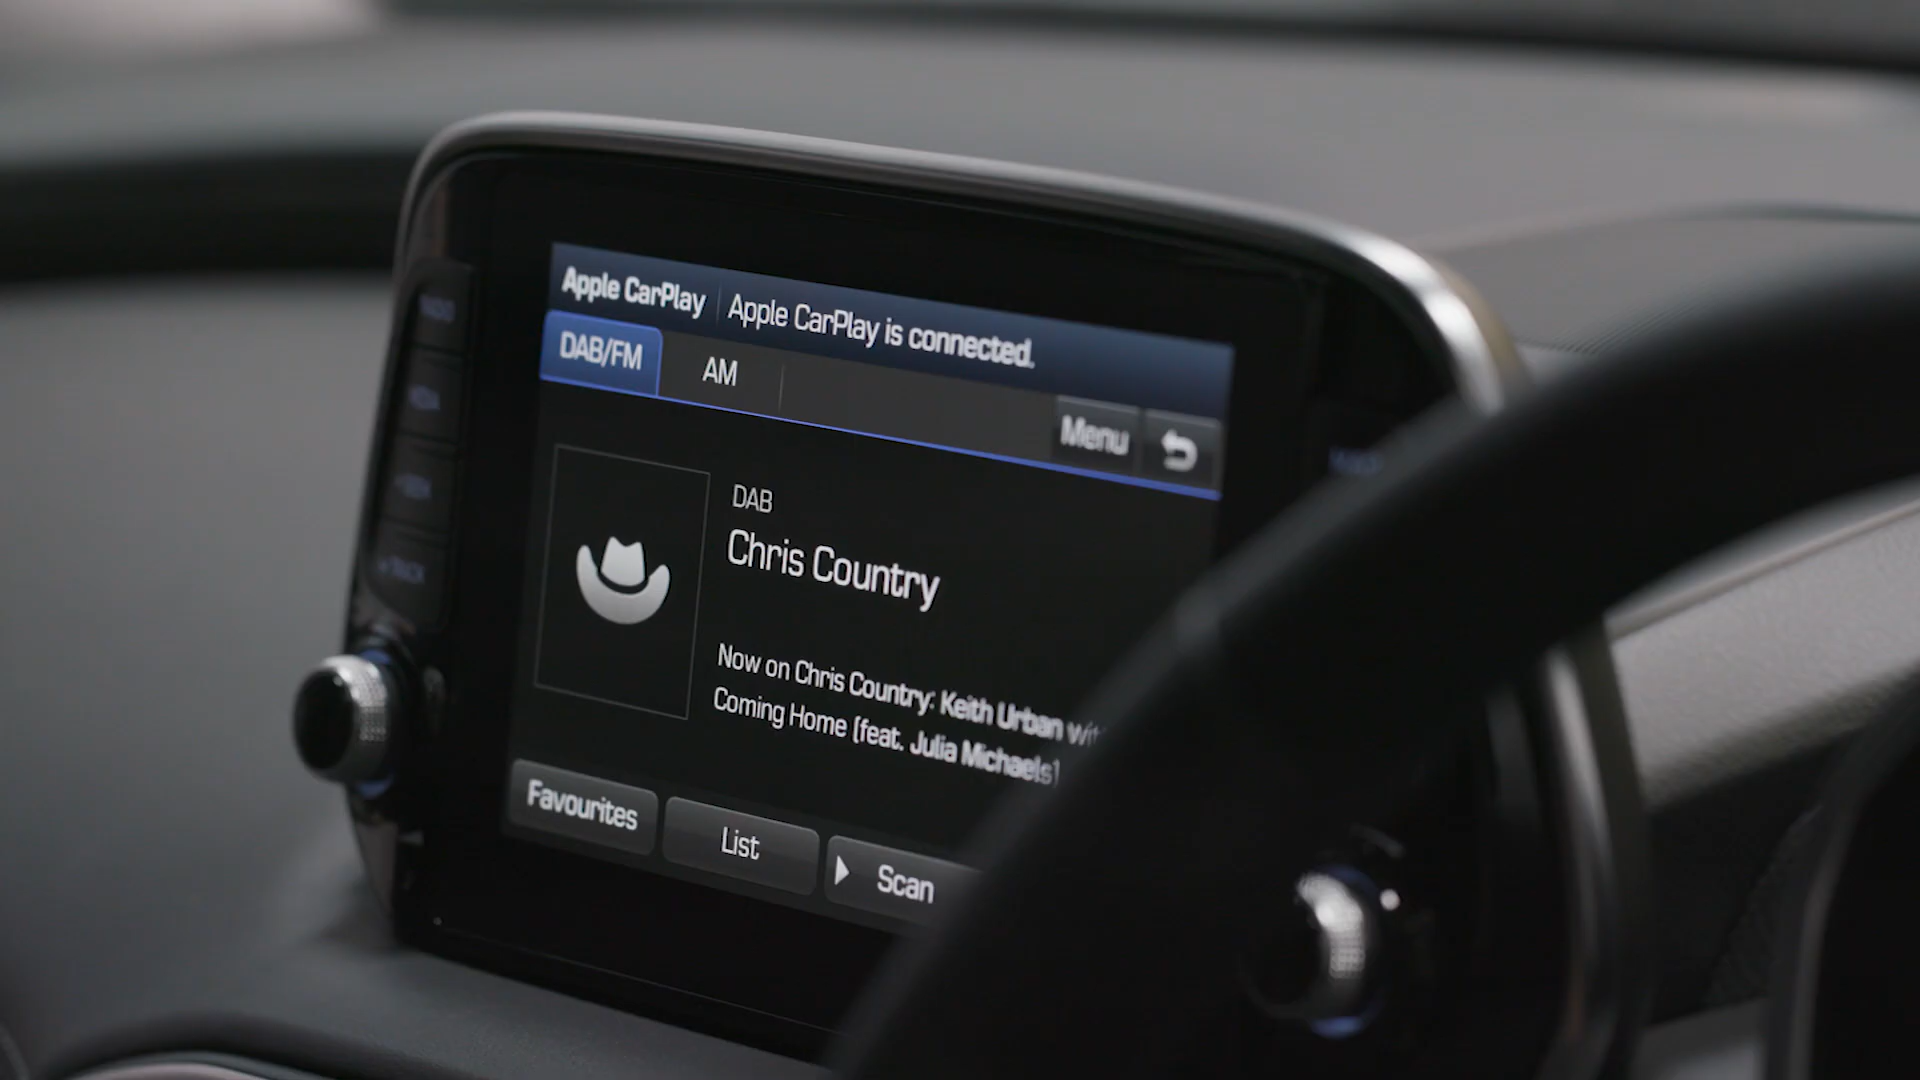 Apple CarPlay Apple CarPlay is connected.
DAB/FM AM
Menu
DAB
Chris Country
Now on Chris Country: Keith Urban
Coming Home (feat. Julia Michaels)
Favourites List Scan